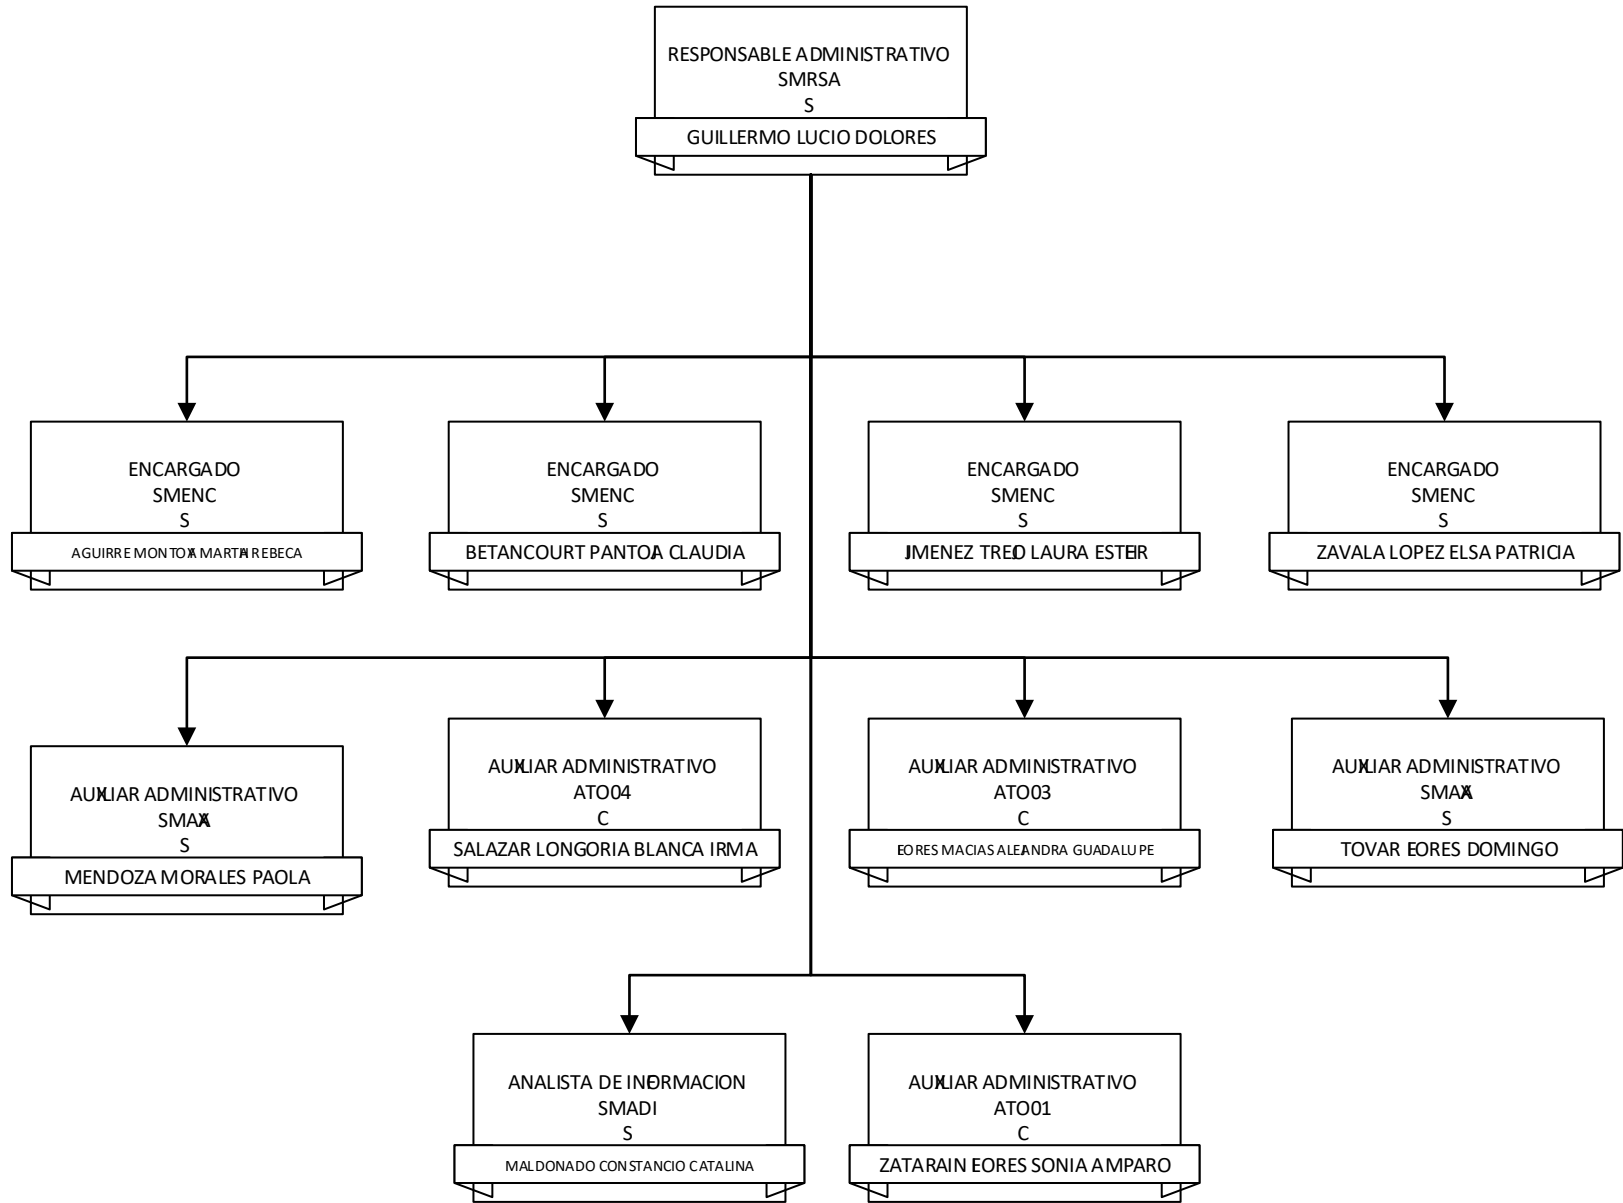 RESPONSABLE ADMINISTRATIVO
SMRSA
S
GUILLERMO LUCIO DOLORES
ENCARGADO
SMENC
S
AGUIRRE MONTOYA MARTHA REBECA
ENCARGADO
SMENC
S
BETANCOURT PANTOJA CLAUDIA
ENCARGADO
SMENC
S
JIMENEZ TREJO LAURA ESTHER
ENCARGADO
SMENC
S
ZAVALA LOPEZ ELSA PATRICIA
AUXILIAR ADMINISTRATIVO
SMAXA
S
MENDOZA MORALES PAOLA
AUXILIAR ADMINISTRATIVO
ATO04
C
SALAZAR LONGORIA BLANCA IRMA
AUXILIAR ADMINISTRATIVO
ATO03
C
FLORES MACIAS ALEJANDRA GUADALUPE
AUXILIAR ADMINISTRATIVO
SMAXA
S
TOVAR FLORES DOMINGO
ANALISTA DE INFORMACION
SMADI
S
MALDONADO CONSTANCIO CATALINA
AUXILIAR ADMINISTRATIVO
ATO01
C
ZATARAIN FLORES SONIA AMPARO